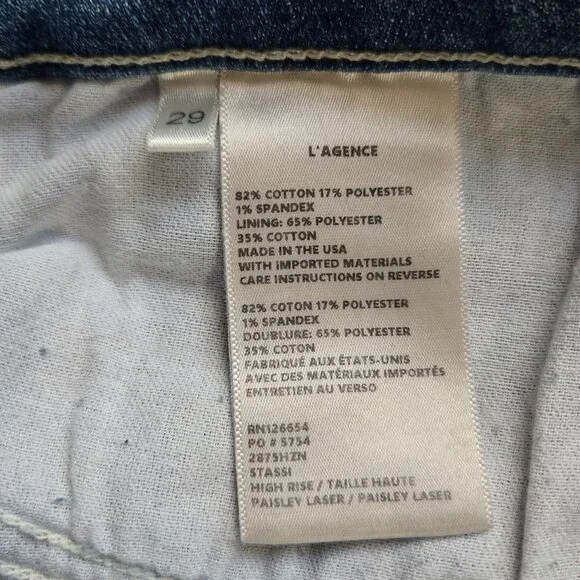 29
L'AGENCE
82% COTTON 17% POLYESTER
1% SPANDEX
LINING: 65% POLYESTER
35% COTTON
MADE IN THE USA
WITH IMPORTED MATERIALS
CARE INSTRUCTIONS ON REVERSE
82% COTON 17% POLYESTER
1% SPANDEX
DOUBLURE: 65% POLYESTER
35% COTON
FABRIQUÉ AUX ÉTATS-UNIS
AVEC DES MATÉRIAUX IMPORTÉS
ENTRETIEN AU VERSO
RN126654
PO # 5754
2875HZN
STASSI
HIGH RISE / TAILLE HAUTE
PAISLEY LASER / PAISLEY LASER